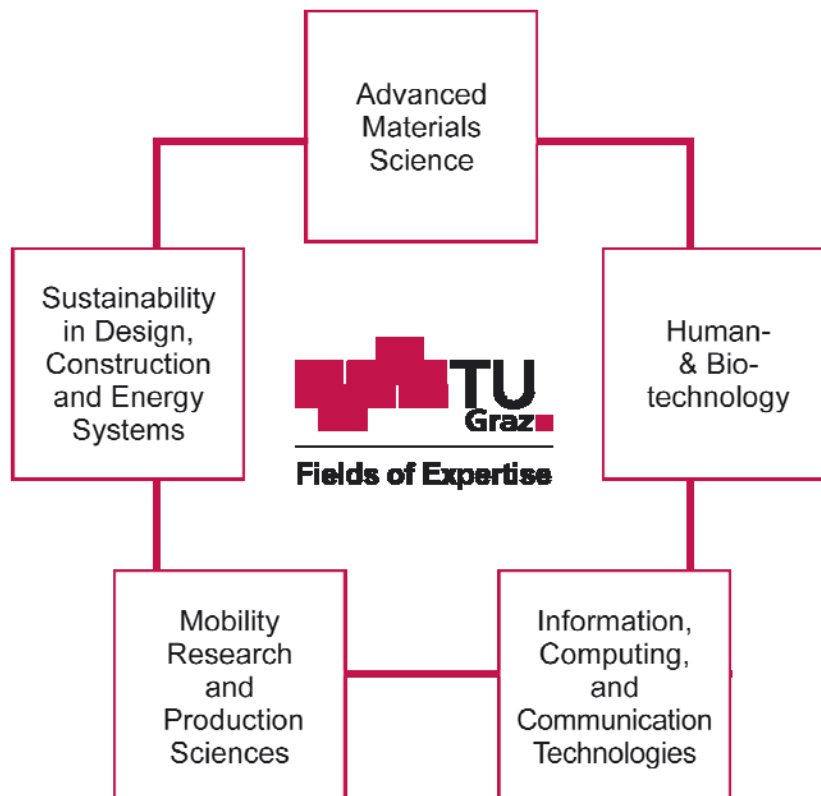 Advanced
Materials
Science
Sustainability
in Design,
Construction
and Energy
Systems
Human-
& Bio-
technology
TU
Graz
Fields of Expertise
Mobility
Research
and
Production
Sciences
Information,
Computing,
and
Communication
Technologies